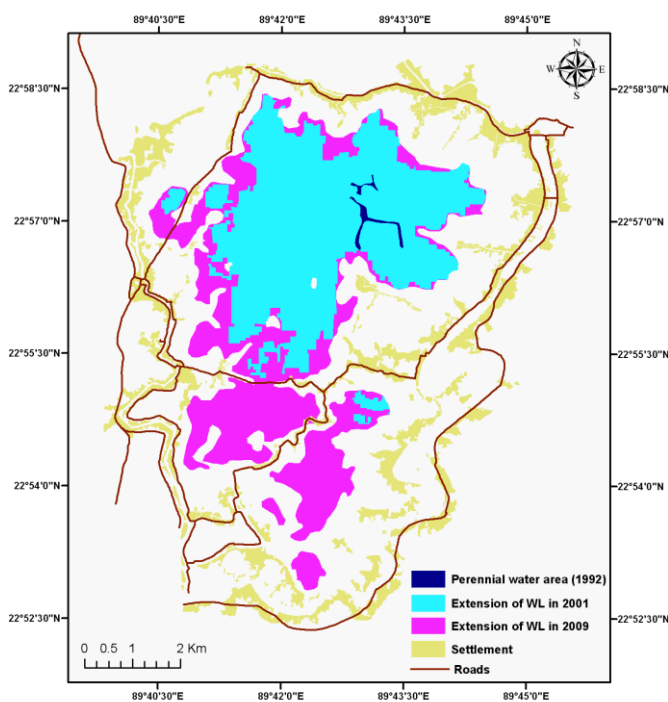 89°40'30"E 89°42'0"E 89°43'30"E 89°45'0"E
N
W E
S
22°58'30"N 22°58'30"N
22°57'0"N 22°57'0"N
22°55'30"N 22°55'30"N
22°54'0"N 22°54'0"N
22°52'30"N 22°52'30"N
Perennial water area (1992)
Extension of WL in 2001
Extension of WL in 2009
Settlement
Roads
0 0.5 1 2 Km
89°40'30"E 89°42'0"E 89°43'30"E 89°45'0"E